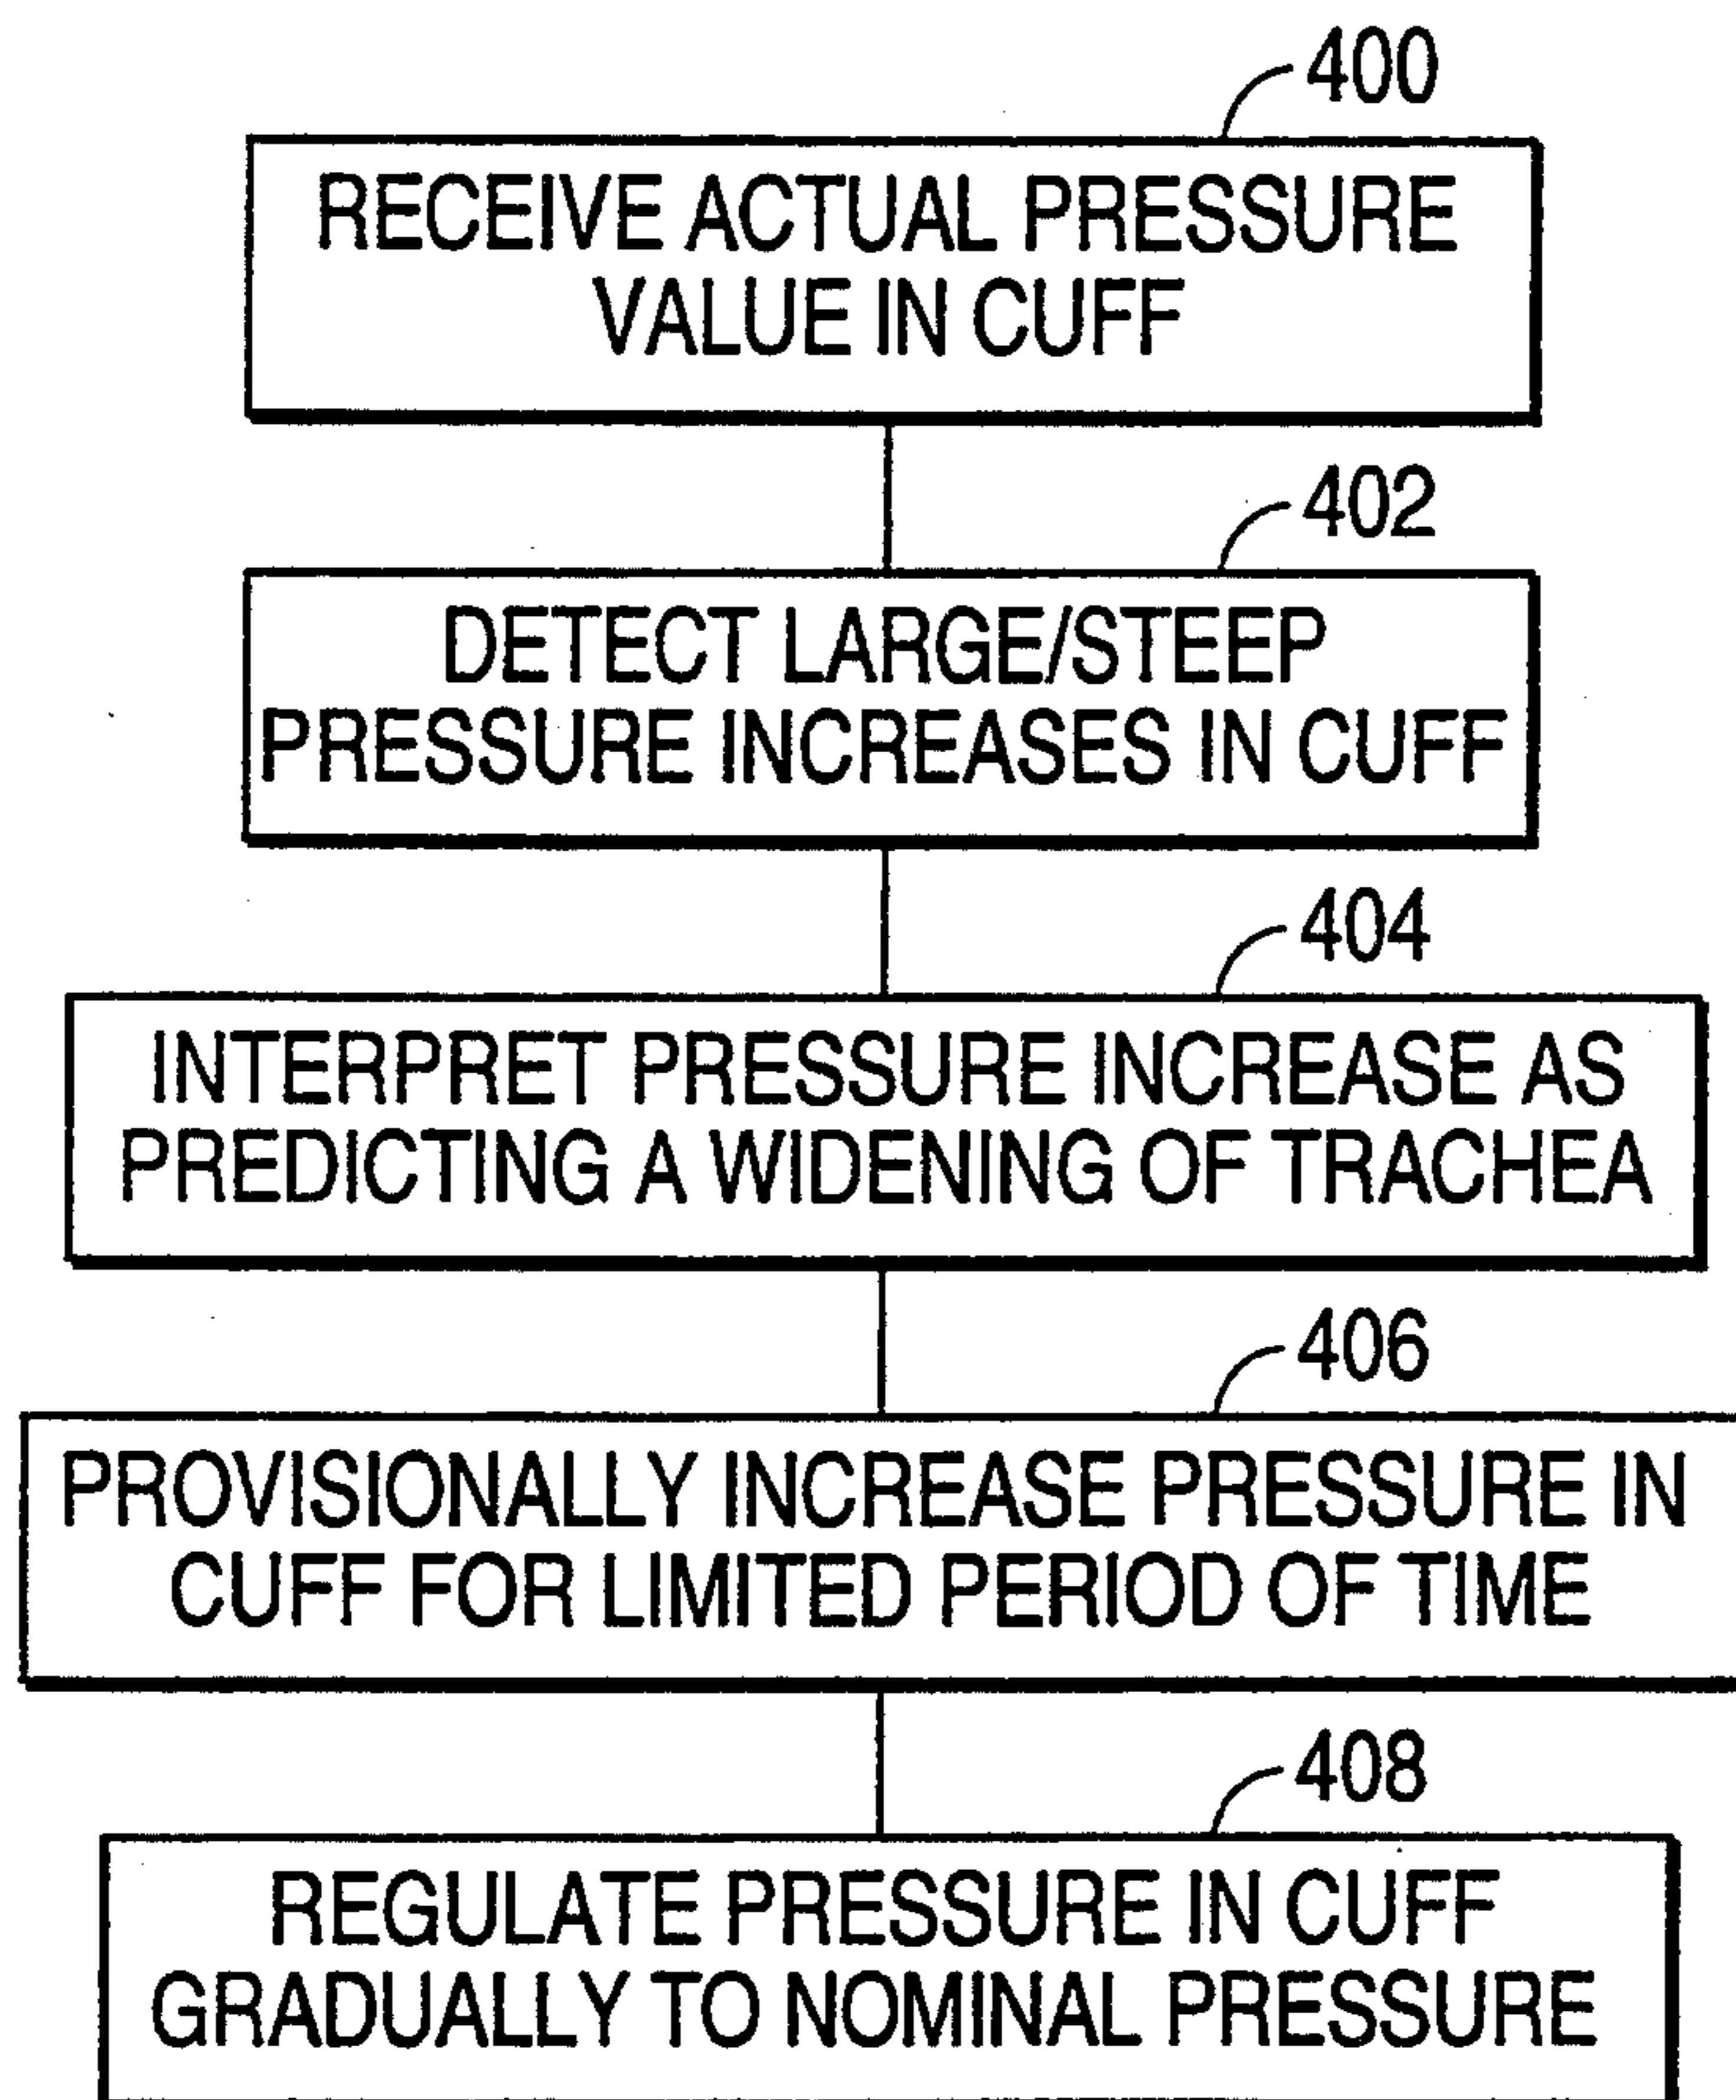 400
RECEIVE ACTUAL PRESSURE
VALUE IN CUFF
402
DETECT LARGE/STEEP
PRESSURE INCREASES IN CUFF
404
INTERPRET PRESSURE INCREASE AS
PREDICTING A WIDENING OF TRACHEA
406
PROVISIONALLY INCREASE PRESSURE IN
CUFF FOR LIMITED PERIOD OF TIME
408
REGULATE PRESSURE IN CUFF
GRADUALLY TO NOMINAL PRESSURE